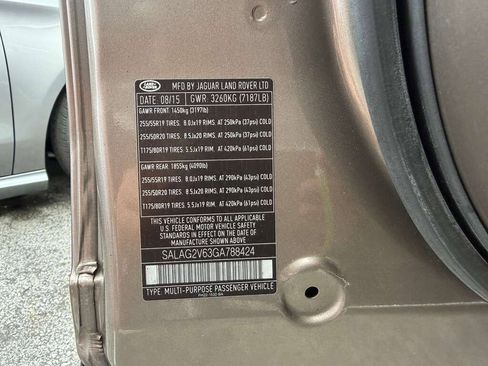 LAND ROVER
MFD BY JAGUAR LAND ROVER LTD
DATE: 08/15 GWR: 3260KG (7187LB)
GAWR FRONT: 1450kg (3197lb)
255/55R19 TIRES. 8.0Jx19 RIMS. AT 250kPa (37psi) COLD
255/50R20 TIRES. 8.5Jx20 RIMS. AT 250kPa (37psi) COLD
T175/80R19 TIRES. 5.5Jx19 RIM. AT 420kPa (61psi) COLD
GAWR REAR: 1855kg (4090lb)
255/55R19 TIRES. 8.0Jx19 RIMS. AT 290kPa (43psi) COLD
255/50R20 TIRES. 8.5Jx20 RIMS. AT 290kPa (43psi) COLD
T175/80R19 TIRES. 5.5Jx19 RIM. AT 420kPa (61psi) COLD
THIS VEHICLE CONFORMS TO ALL APPLICABLE
U.S. FEDERAL MOTOR VEHICLE SAFETY
STANDARDS IN EFFECT ON THE DATE OF
MANUFACTURE SHOWN ABOVE
SALAG2V63GA788424
TYPE: MULTI-PURPOSE PASSENGER VEHICLE